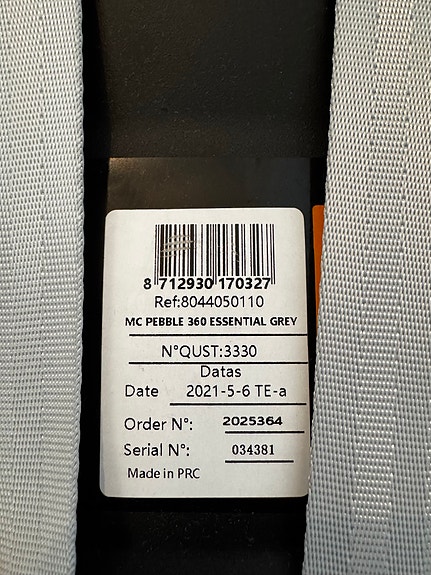 8 712930 170327
Ref:8044050110
MC PEBBLE 360 ESSENTIAL GREY
N°QUST:3330
Datas
Date 2021-5-6 TE-a
Order N°: 2025364
Serial N°: 034381
Made in PRC